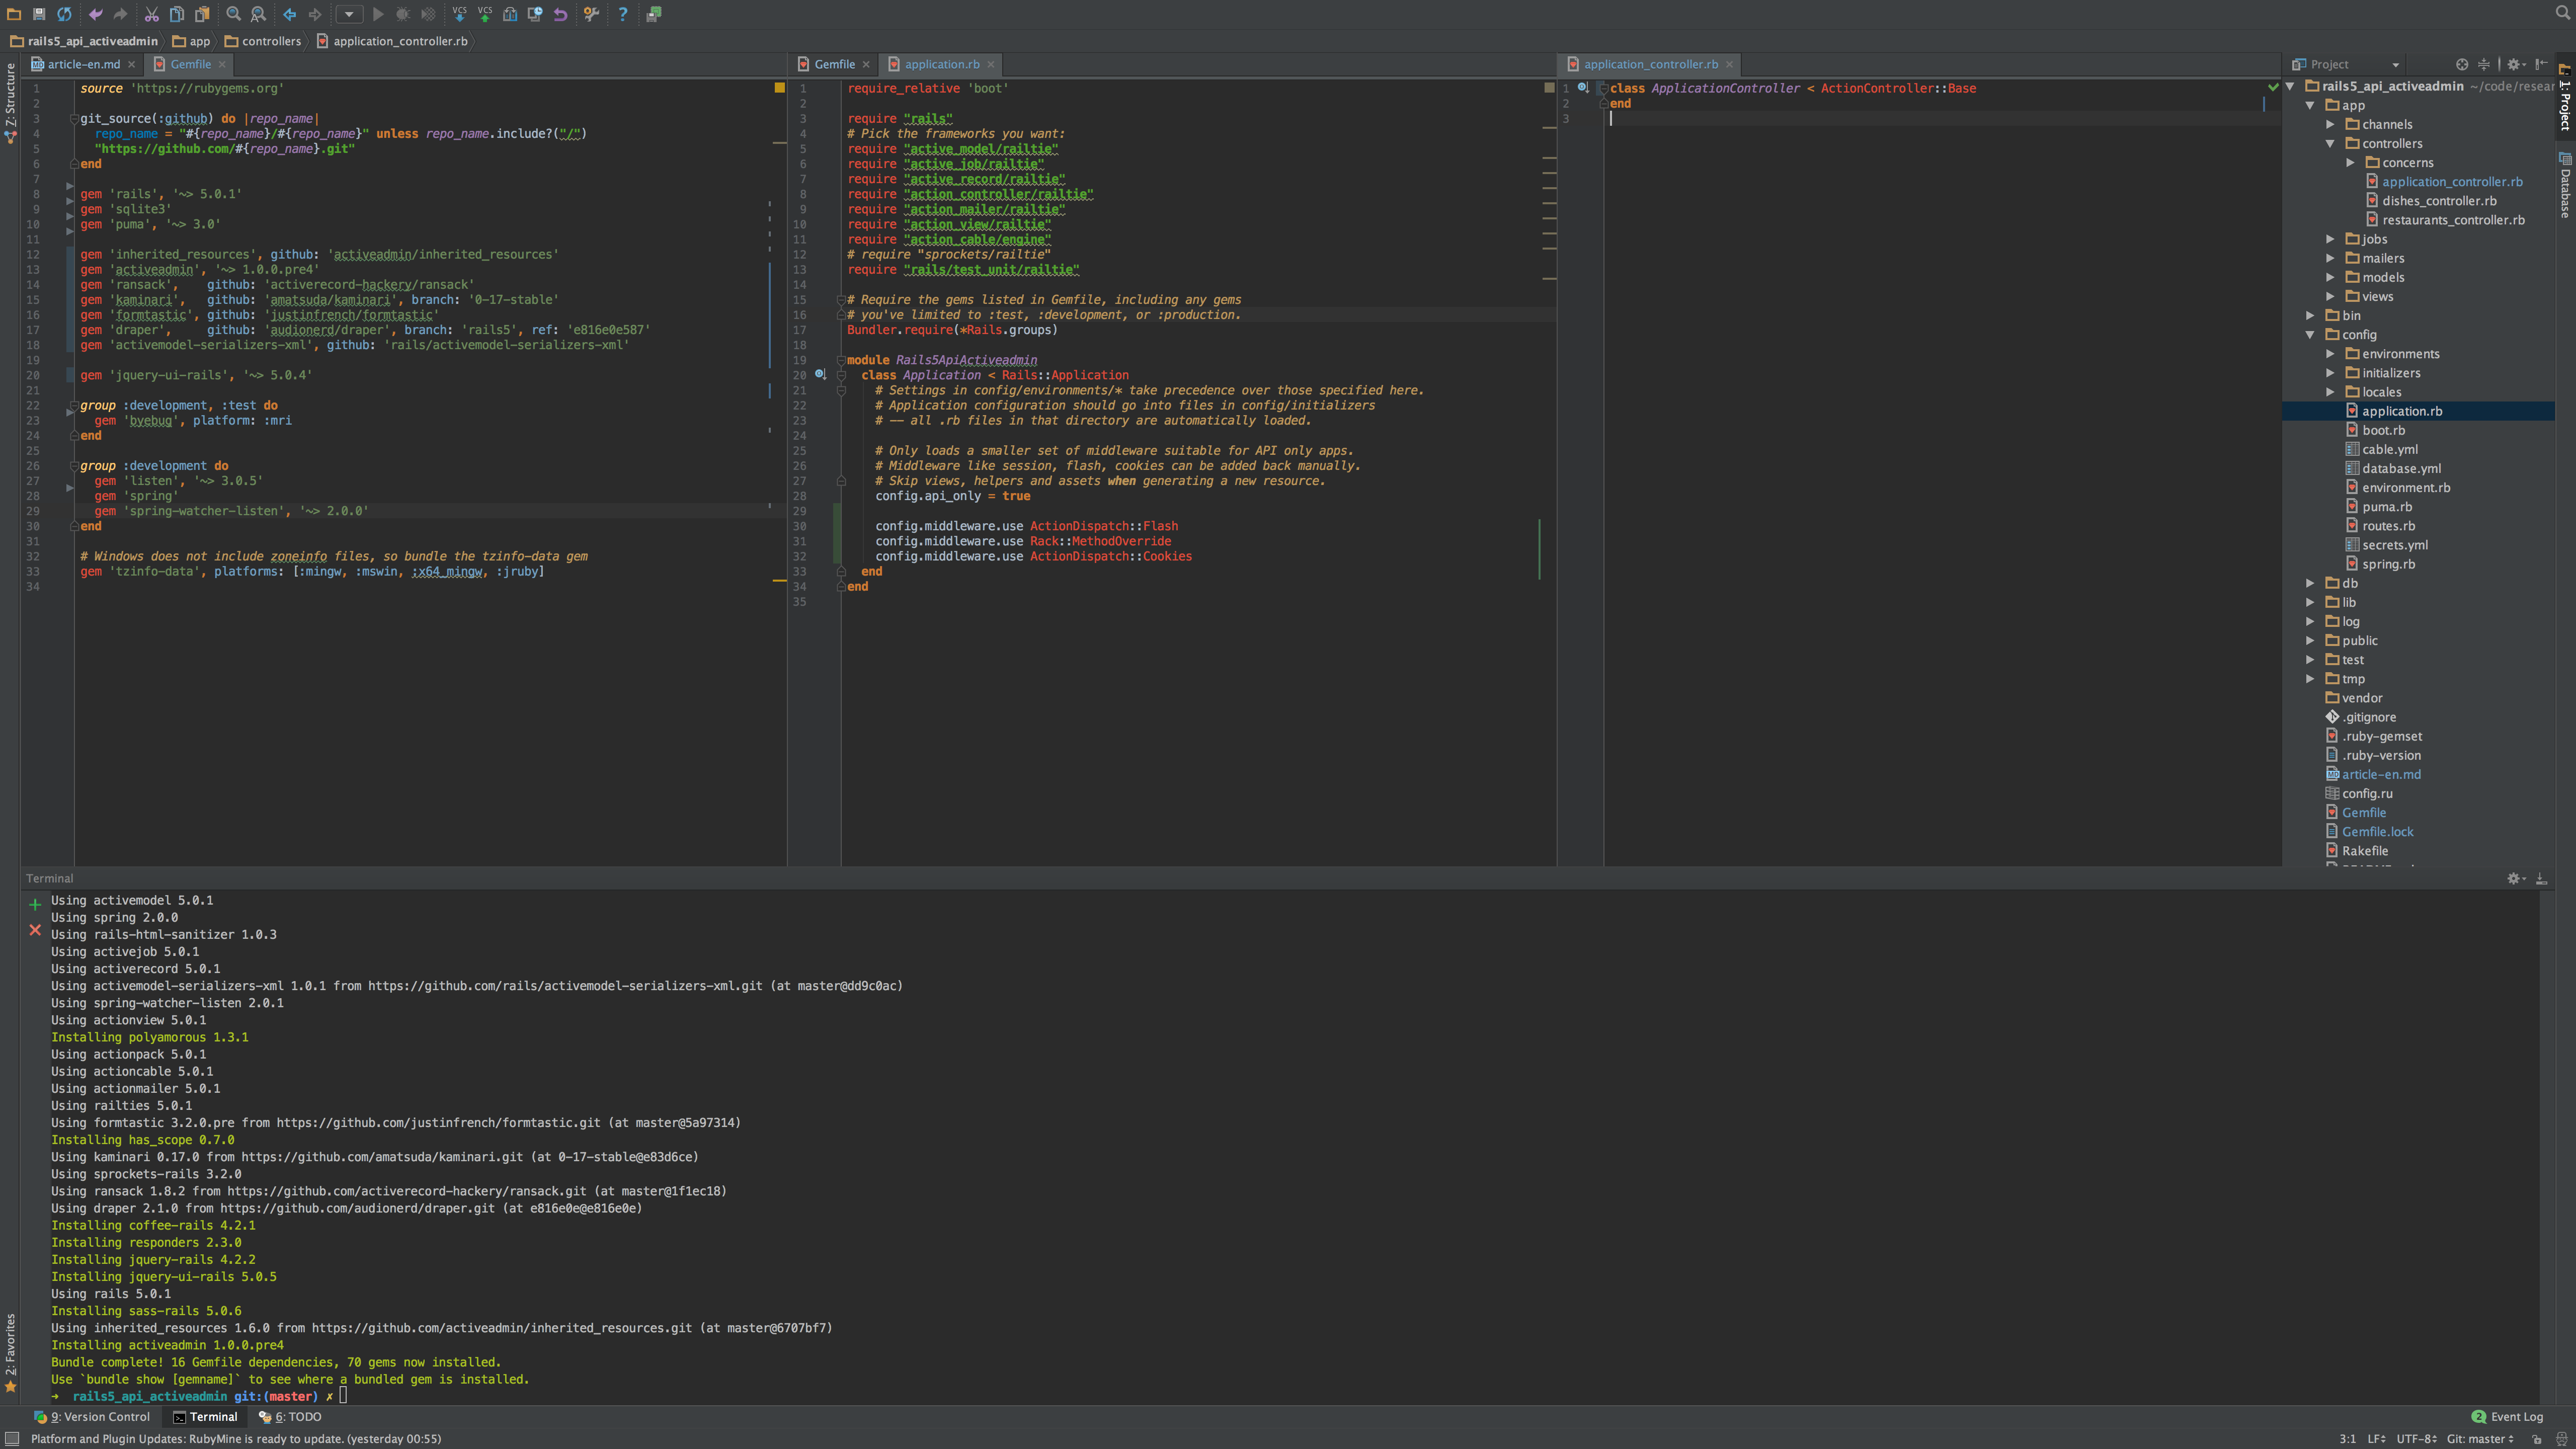 VCS VCS
rails5_api_activeadmin app controllers application_controller.rb
1: Project
Database
7: Structure
2: Favorites
article-en.md Gemfile
1 source 'https://rubygems.org'
2
3 git_source(:github) do |repo_name|
4 repo_name = "#{repo_name}/#{repo_name}" unless repo_name.include?("/")
5 "https://github.com/#{repo_name}.git"
6 end
7
8 gem 'rails', '~> 5.0.1'
9 gem 'sqlite3'
10 gem 'puma', '~> 3.0'
11
12 gem 'inherited_resources', github: 'activeadmin/inherited_resources'
13 gem 'activeadmin', '~> 1.0.0.pre4'
14 gem 'ransack', github: 'activerecord-hackery/ransack'
15 gem 'kaminari', github: 'amatsuda/kaminari', branch: '0-17-stable'
16 gem 'formtastic', github: 'justinfrench/formtastic'
17 gem 'draper', github: 'audionerd/draper', branch: 'rails5', ref: 'e816e0e587'
18 gem 'activemodel-serializers-xml', github: 'rails/activemodel-serializers-xml'
19
20 gem 'jquery-ui-rails', '~> 5.0.4'
21
22 group :development, :test do
23 gem 'byebug', platform: :mri
24 end
25
26 group :development do
27 gem 'listen', '~> 3.0.5'
28 gem 'spring'
29 gem 'spring-watcher-listen', '~> 2.0.0'
30 end
31
32 # Windows does not include zoneinfo files, so bundle the tzinfo-data gem
33 gem 'tzinfo-data', platforms: [:mingw, :mswin, :x64_mingw, :jruby]
34
Gemfile application.rb
1 require_relative 'boot'
2
3 require "rails"
4 # Pick the frameworks you want:
5 require "active_model/railtie"
6 require "active_job/railtie"
7 require "active_record/railtie"
8 require "action_controller/railtie"
9 require "action_mailer/railtie"
10 require "action_view/railtie"
11 require "action_cable/engine"
12 # require "sprockets/railtie"
13 require "rails/test_unit/railtie"
14
15 # Require the gems listed in Gemfile, including any gems
16 # you've limited to :test, :development, or :production.
17 Bundler.require(*Rails.groups)
18
19 module Rails5ApiActiveadmin
20 class Application < Rails::Application
21 # Settings in config/environments/* take precedence over those specified here.
22 # Application configuration should go into files in config/initializers
23 # -- all .rb files in that directory are automatically loaded.
24
25 # Only loads a smaller set of middleware suitable for API only apps.
26 # Middleware like session, flash, cookies can be added back manually.
27 # Skip views, helpers and assets when generating a new resource.
28 config.api_only = true
29
30 config.middleware.use ActionDispatch::Flash
31 config.middleware.use Rack::MethodOverride
32 config.middleware.use ActionDispatch::Cookies
33 end
34 end
35
application_controller.rb
1 class ApplicationController < ActionController::Base
2 end
3
Project
rails5_api_activeadmin ~/code/resear
app
channels
controllers
concerns
application_controller.rb
dishes_controller.rb
restaurants_controller.rb
jobs
mailers
models
views
bin
config
environments
initializers
locales
application.rb
boot.rb
cable.yml
database.yml
environment.rb
puma.rb
routes.rb
secrets.yml
spring.rb
db
lib
log
public
test
tmp
vendor
.gitignore
.ruby-gemset
.ruby-version
article-en.md
config.ru
Gemfile
Gemfile.lock
Rakefile
Terminal
Using activemodel 5.0.1
Using spring 2.0.0
Using rails-html-sanitizer 1.0.3
Using activejob 5.0.1
Using activerecord 5.0.1
Using activemodel-serializers-xml 1.0.1 from https://github.com/rails/activemodel-serializers-xml.git (at master@dd9c0ac)
Using spring-watcher-listen 2.0.1
Using actionview 5.0.1
Installing polyamorous 1.3.1
Using actionpack 5.0.1
Using actioncable 5.0.1
Using actionmailer 5.0.1
Using railties 5.0.1
Using formtastic 3.2.0.pre from https://github.com/justinfrench/formtastic.git (at master@5a97314)
Installing has_scope 0.7.0
Using kaminari 0.17.0 from https://github.com/amatsuda/kaminari.git (at 0-17-stable@e83d6ce)
Using sprockets-rails 3.2.0
Using ransack 1.8.2 from https://github.com/activerecord-hackery/ransack.git (at master@1f1ec18)
Using draper 2.1.0 from https://github.com/audionerd/draper.git (at e816e0e@e816e0e)
Installing coffee-rails 4.2.1
Installing responders 2.3.0
Installing jquery-rails 4.2.2
Installing jquery-ui-rails 5.0.5
Using rails 5.0.1
Installing sass-rails 5.0.6
Using inherited_resources 1.6.0 from https://github.com/activeadmin/inherited_resources.git (at master@6707bf7)
Installing activeadmin 1.0.0.pre4
Bundle complete! 16 Gemfile dependencies, 70 gems now installed.
Use `bundle show [gemname]` to see where a bundled gem is installed.
→ rails5_api_activeadmin git:(master) ✗
9: Version Control Terminal 6: TODO 2 Event Log
Platform and Plugin Updates: RubyMine is ready to update. (yesterday 00:55) 3:1 LF UTF-8 Git: master